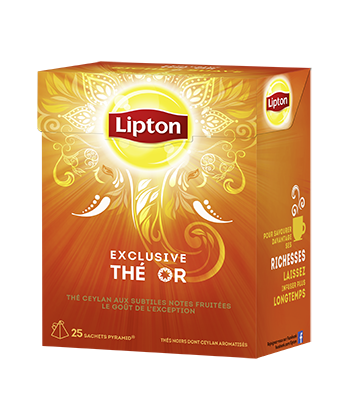 Lipton
EXCLUSIVE
THÉ OR
THÉ CEYLAN AUX SUBTILES NOTES FRUITÉES
LE GOÛT DE L'EXCEPTION
25 SACHETS PYRAMID®
THÉS NOIRS DONT CEYLAN AROMATISÉS
Lipton
POUR SAVOURER
DAVANTAGE
SES
RICHESSES
LAISSEZ
INFUSER PLUS
LONGTEMPS